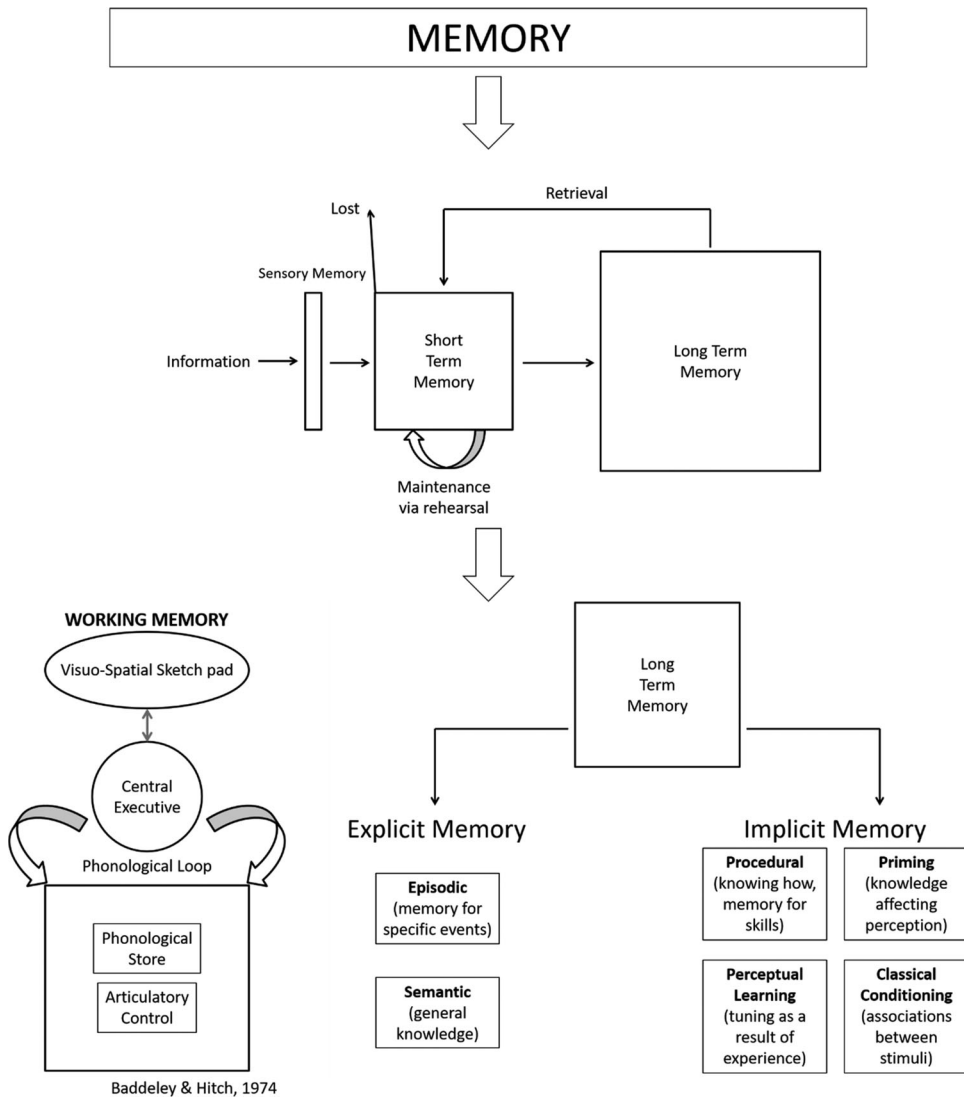 MEMORY
Retrieval
Lost
Sensory Memory
Information
Short
Term
Memory
Long Term
Memory
Maintenance
via rehearsal
WORKING MEMORY
Visuo-Spatial Sketch pad
Central
Executive
Phonological Loop
Phonological
Store
Articulatory
Control
Baddeley & Hitch, 1974
Long
Term
Memory
Explicit Memory
Episodic
(memory for
specific events)
Semantic
(general
knowledge)
Implicit Memory
Procedural
(knowing how,
memory for
skills)
Priming
(knowledge
affecting
perception)
Perceptual
Learning
(tuning as a
result of
experience)
Classical
Conditioning
(associations
between
stimuli)